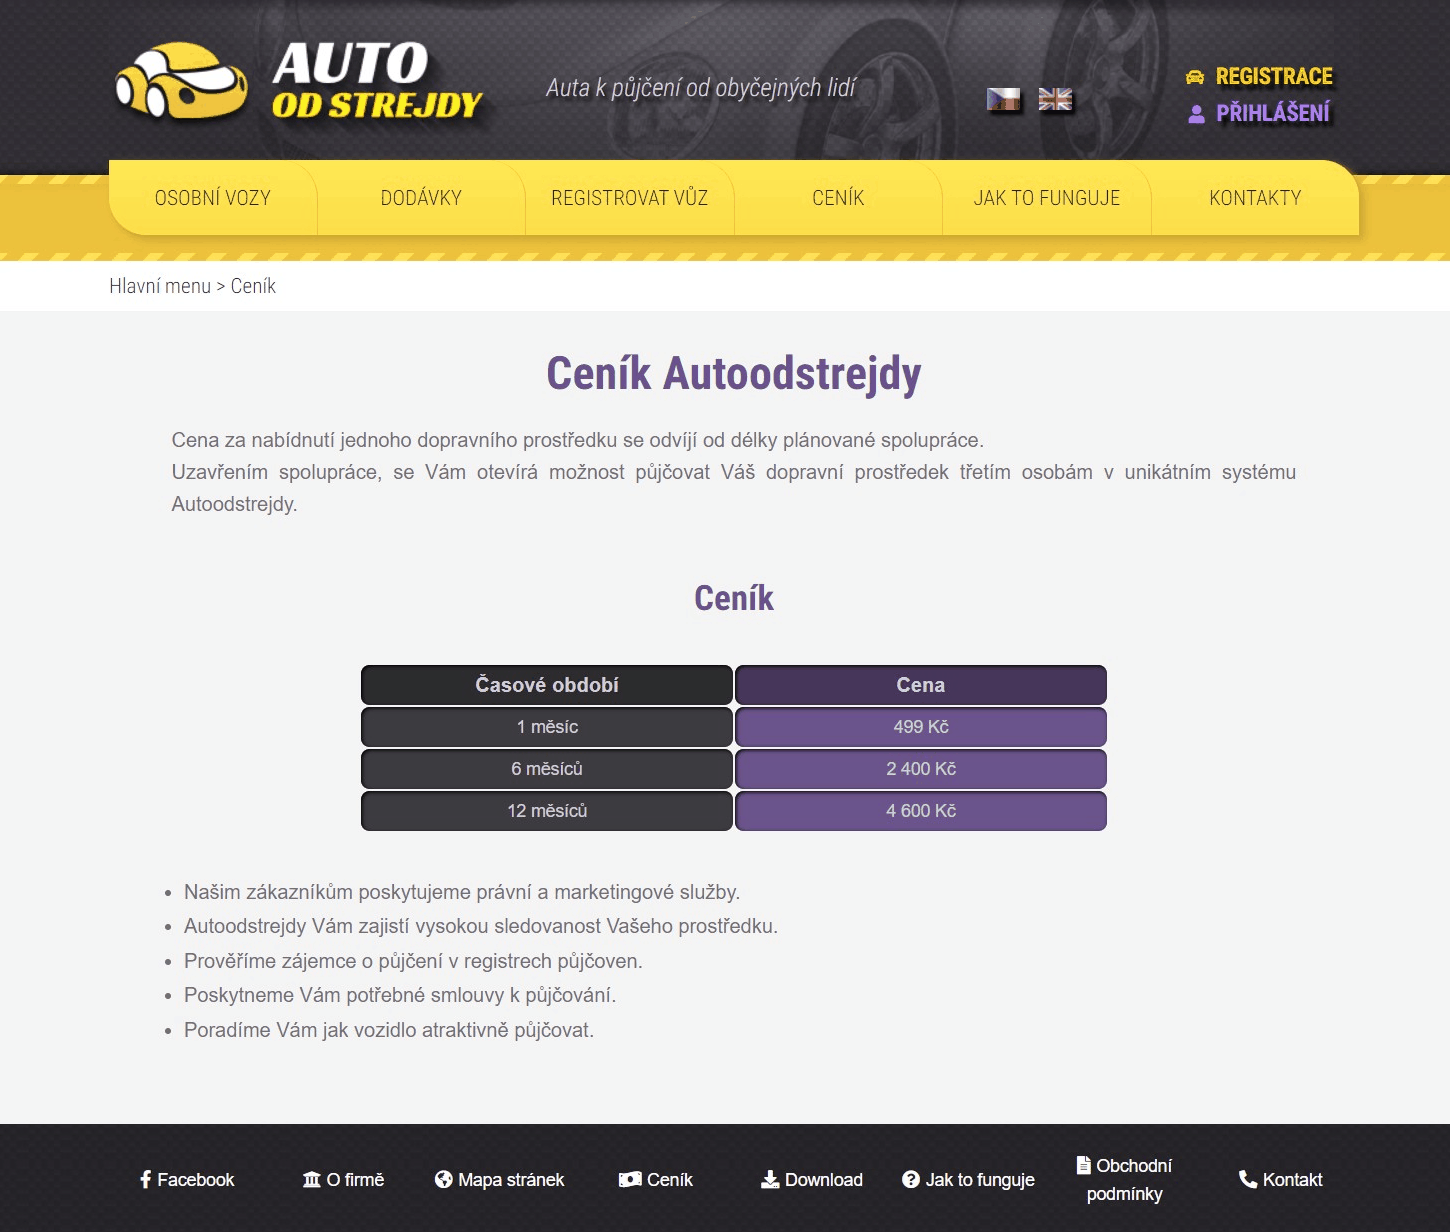 AUTO
OD STREJDY
Auta k půjčení od obyčejných lidí
REGISTRACE
PŘIHLÁŠENÍ
OSOBNÍ VOZY
DODÁVKY
REGISTROVAT VŮZ
CENÍK
JAK TO FUNGUJE
KONTAKTY
Hlavní menu > Ceník
Ceník Autoodstrejdy
Cena za nabídnutí jednoho dopravního prostředku se odvíjí od délky plánované spolupráce.
Uzavřením spolupráce, se Vám otevírá možnost půjčovat Váš dopravní prostředek třetím osobám v unikátním systému
Autoodstrejdy.
Ceník
Časové období Cena
1 měsíc 499 Kč
6 měsíců 2 400 Kč
12 měsíců 4 600 Kč
• Našim zákazníkům poskytujeme právní a marketingové služby.
• Autoodstrejdy Vám zajistí vysokou sledovanost Vašeho prostředku.
• Prověříme zájemce o půjčení v registrech půjčoven.
• Poskytneme Vám potřebné smlouvy k půjčování.
• Poradíme Vám jak vozidlo atraktivně půjčovat.
Facebook
O firmě
Mapa stránek
Ceník
Download
Jak to funguje
Obchodní
podmínky
Kontakt